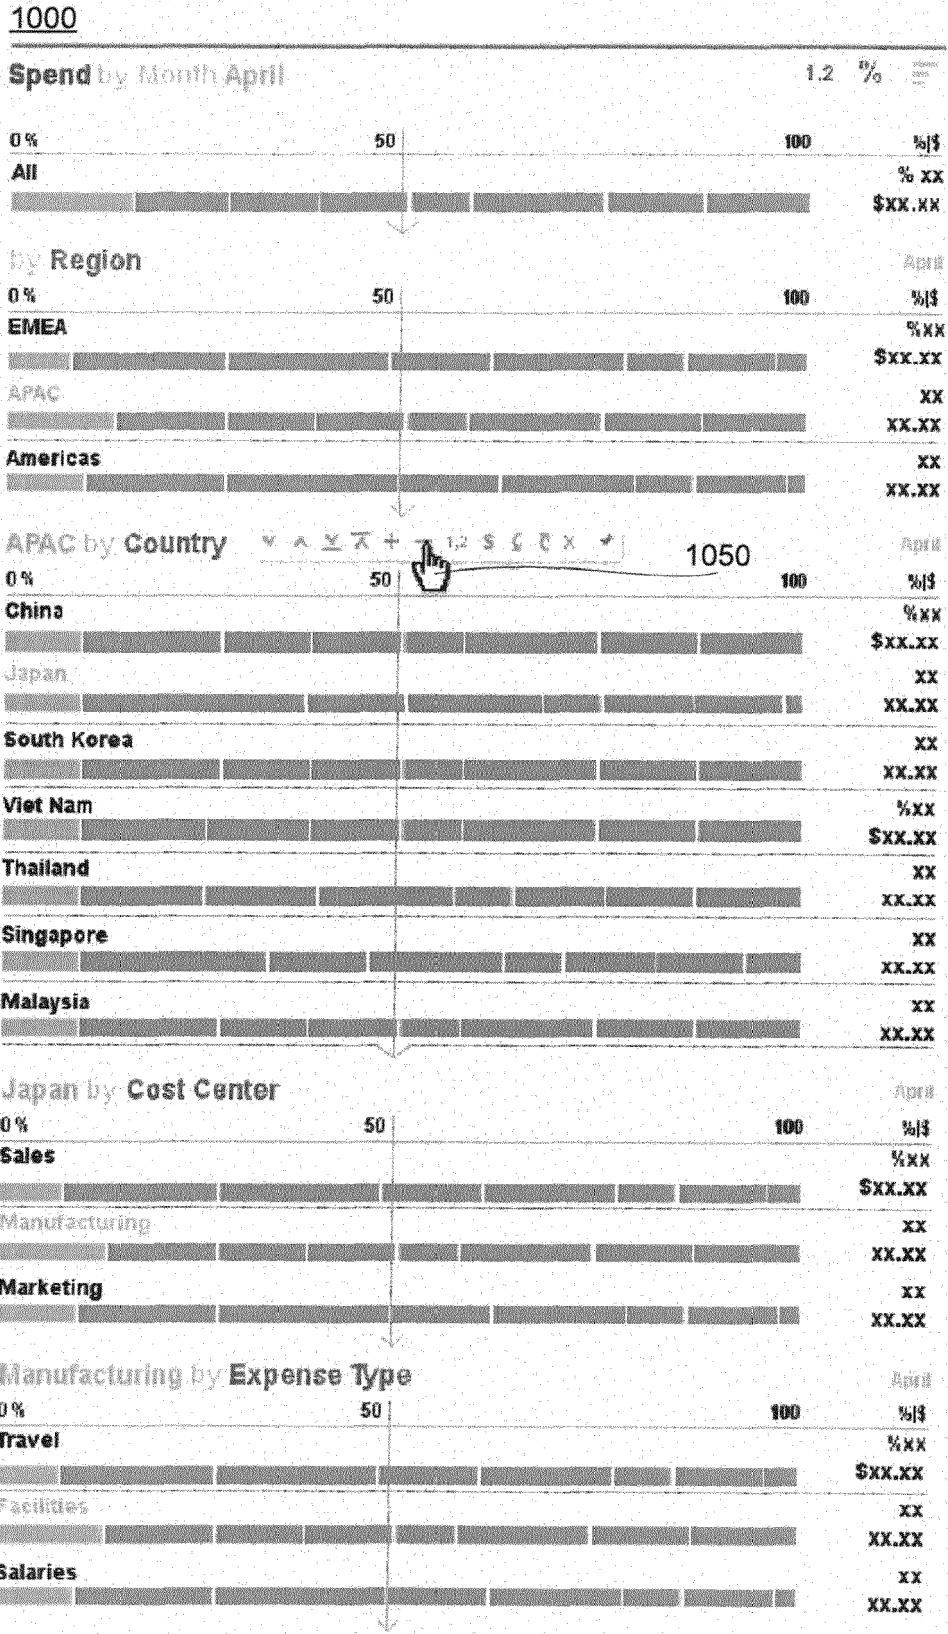 1000
Spend by Month April 1.2 %
0 % 50 100 %|$
All % xx
$xx.xx
by Region April
0 % 50 100 %|$
EMEA %xx
$xx.xx
APAC xx
xx.xx
Americas xx
xx.xx
APAC by Country + 1,2 $ X April
1050
0 % 50 100 %|$
China %xx
$xx.xx
Japan xx
xx.xx
South Korea xx
xx.xx
Viet Nam %xx
$xx.xx
Thailand xx
xx.xx
Singapore xx
xx.xx
Malaysia xx
xx.xx
Japan by Cost Center April
0 % 50 100 %|$
Sales %xx
$xx.xx
Manufacturing xx
xx.xx
Marketing xx
xx.xx
Manufacturing by Expense Type April
0 % 50 100 %|$
Travel %xx
$xx.xx
Facilities xx
xx.xx
Salaries xx
xx.xx